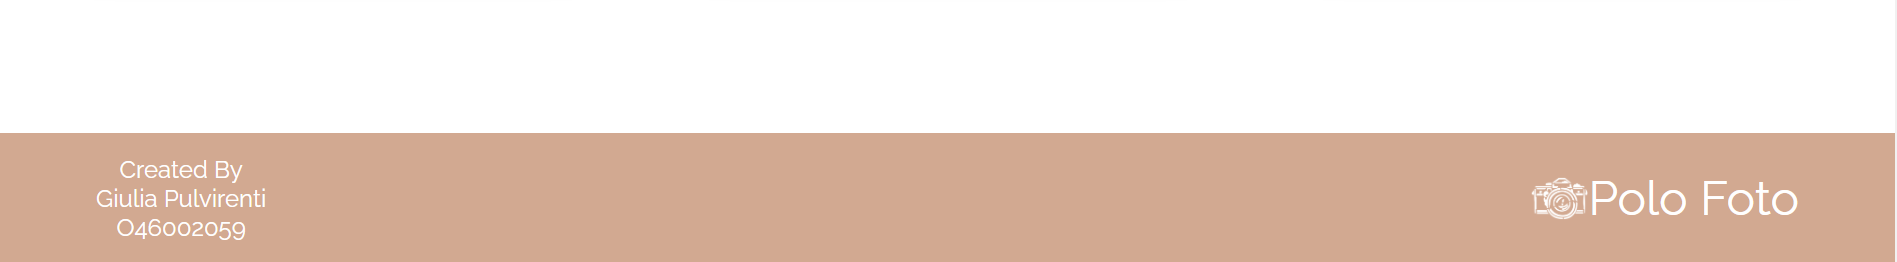 Created By
Giulia Pulvirenti
O46002059
Polo Foto